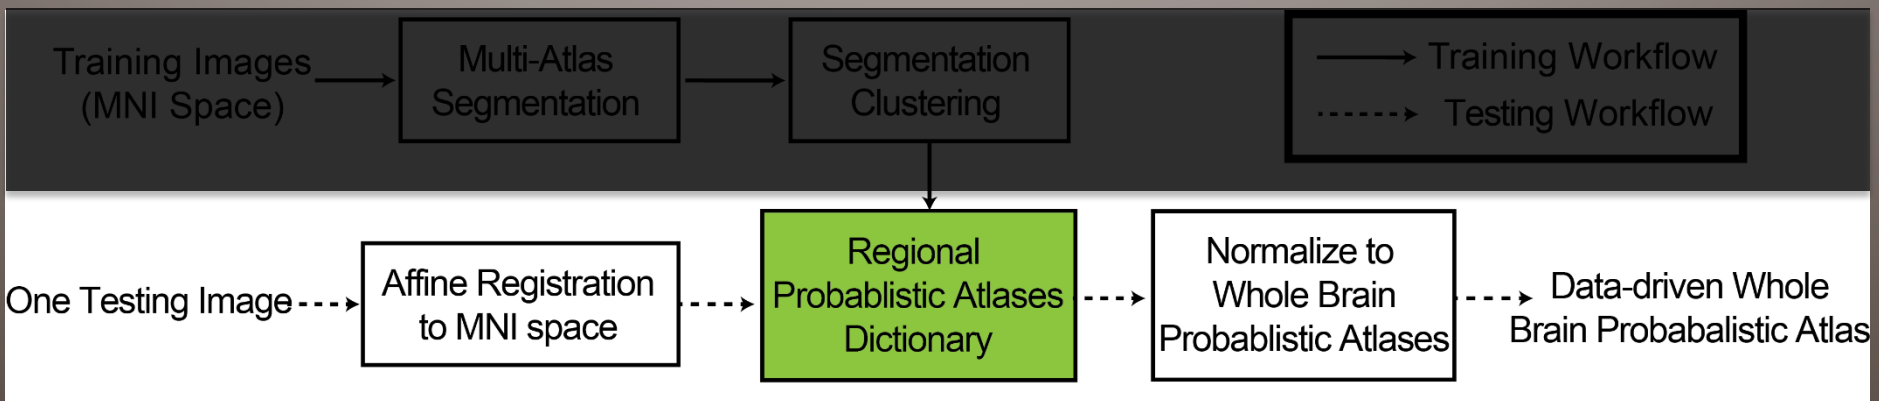 Training Images
(MNI Space)
Multi-Atlas
Segmentation
Segmentation
Clustering
Training Workflow
Testing Workflow
One Testing Image
Affine Registration
to MNI space
Regional
Probablistic Atlases
Dictionary
Normalize to
Whole Brain
Probablistic Atlases
Data-driven Whole
Brain Probabalistic Atlas